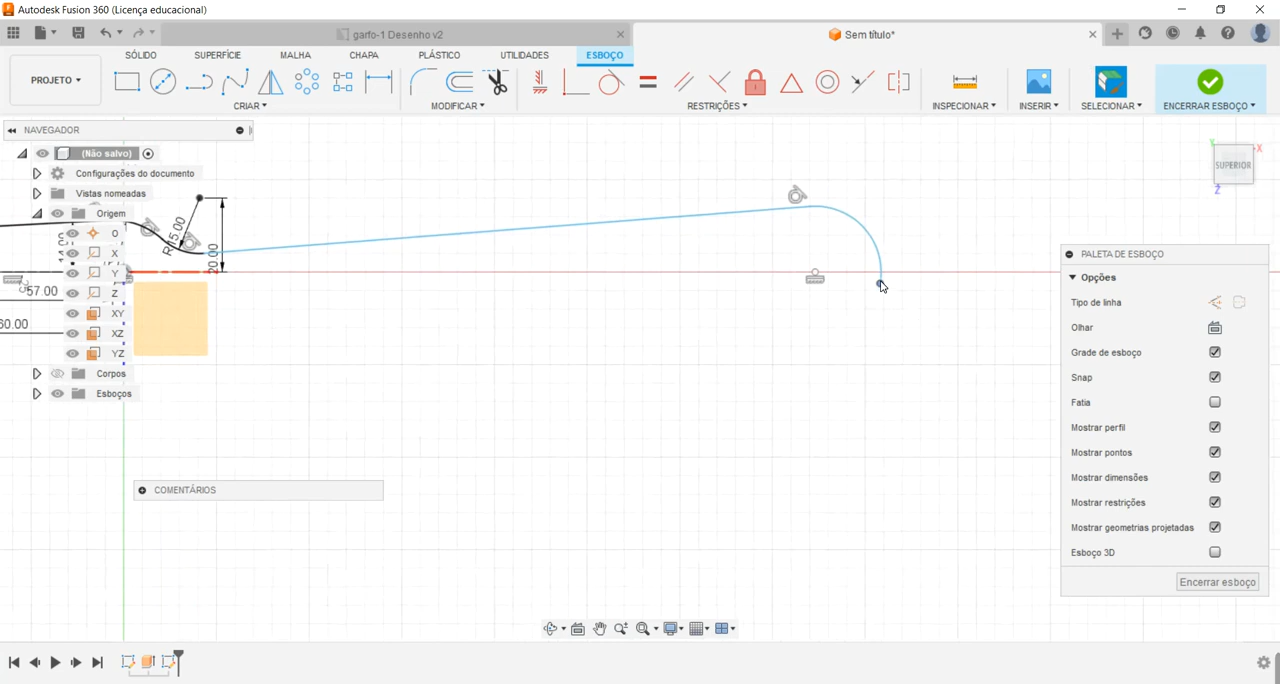 Autodesk Fusion 360 (Licença educacional)
garfo-1 Desenho v2
Sem título*
SÓLIDO SUPERFÍCIE MALHA CHAPA PLÁSTICO UTILIDADES ESBOÇO
PROJETO
CRIAR MODIFICAR RESTRIÇÕES INSPECIONAR INSERIR SELECIONAR ENCERRAR ESBOÇO
NAVEGADOR
(Não salvo)
Configurações do documento
Vistas nomeadas
Origem
O
X
Y
Z
XY
XZ
YZ
Corpos
Esboços
R15.00
20.00
57.00
60.00
COMENTÁRIOS
SUPERIOR
Y
X
Z
PALETA DE ESBOÇO
Opções
Tipo de linha
Olhar
Grade de esboço
Snap
Fatia
Mostrar perfil
Mostrar pontos
Mostrar dimensões
Mostrar restrições
Mostrar geometrias projetadas
Esboço 3D
Encerrar esboço